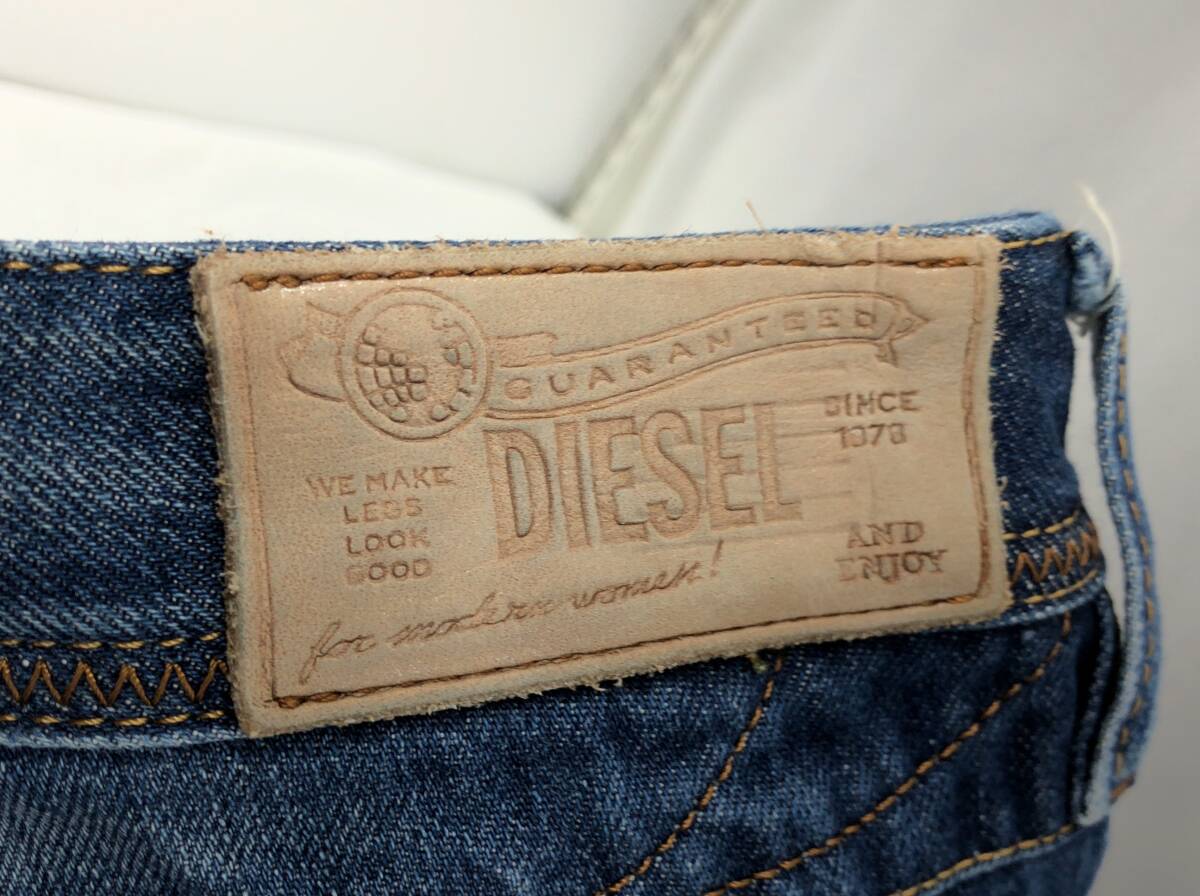 GUARANTEED
DIESEL
SINCE
1978
WE MAKE
LESS
LOOK
GOOD
AND
ENJOY
for modern women!